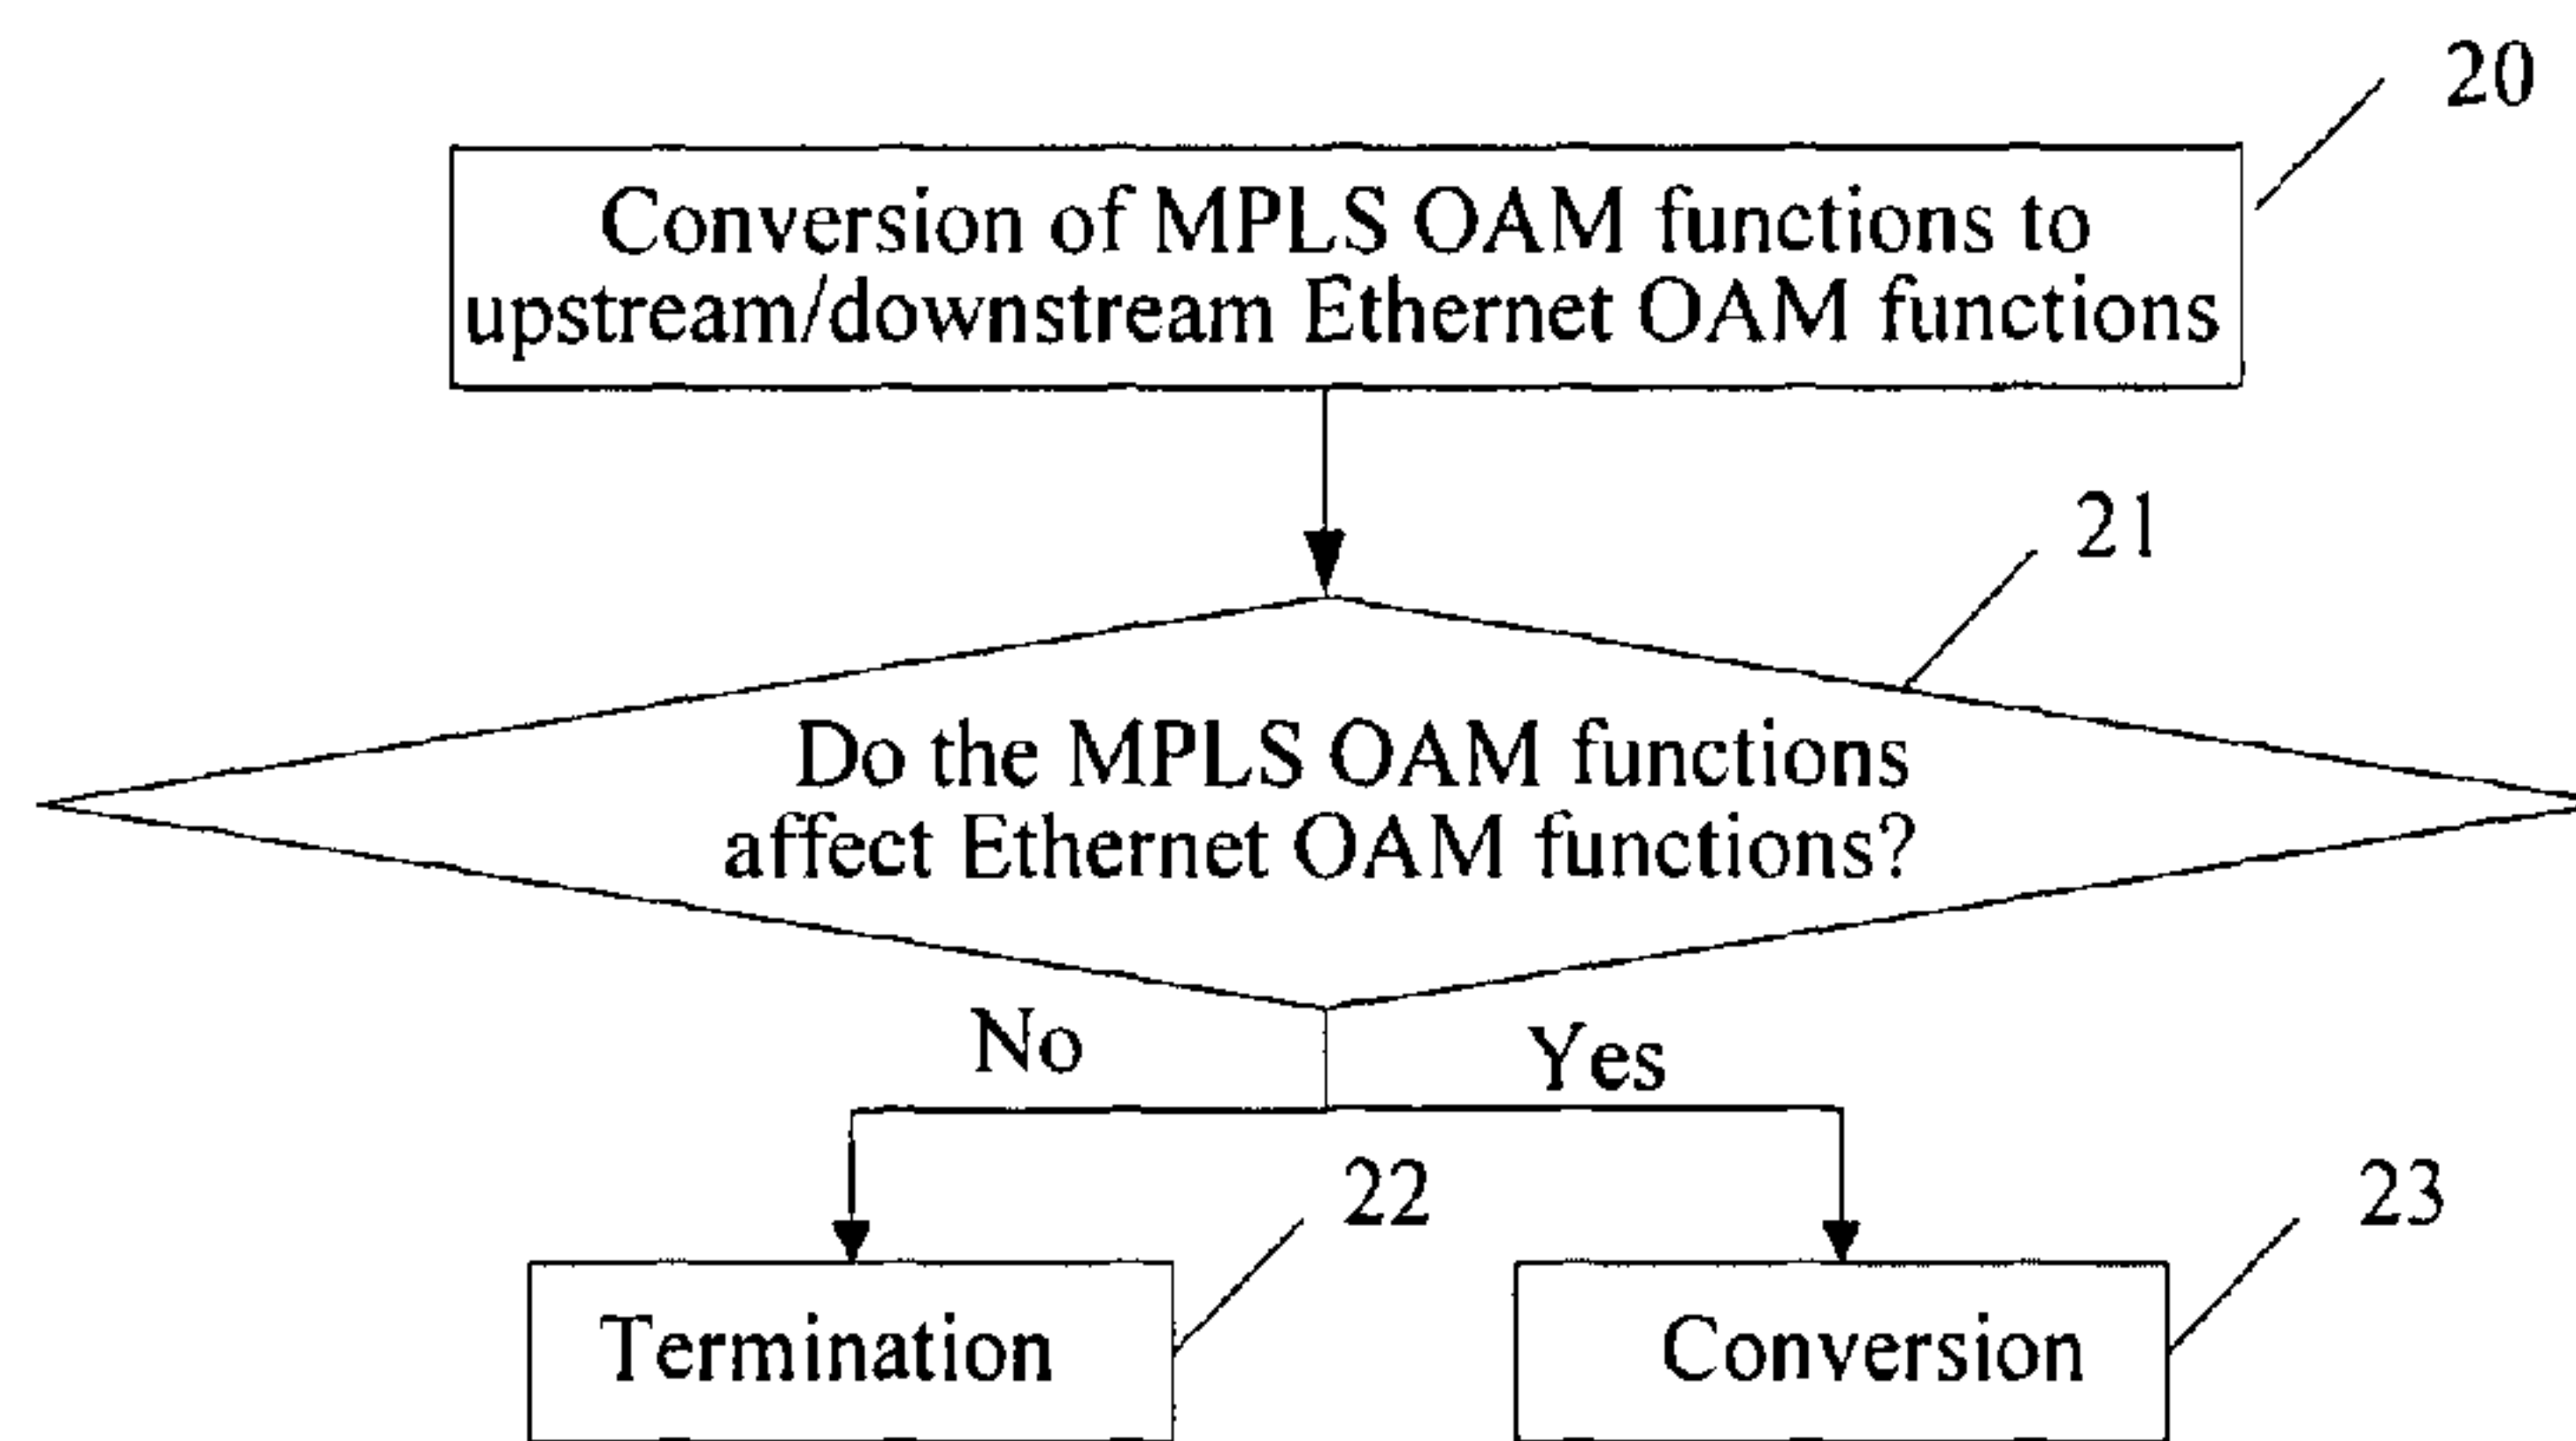 20
Conversion of MPLS OAM functions to
upstream/downstream Ethernet OAM functions
21
Do the MPLS OAM functions
affect Ethernet OAM functions?
No
Yes
22
23
Termination
Conversion